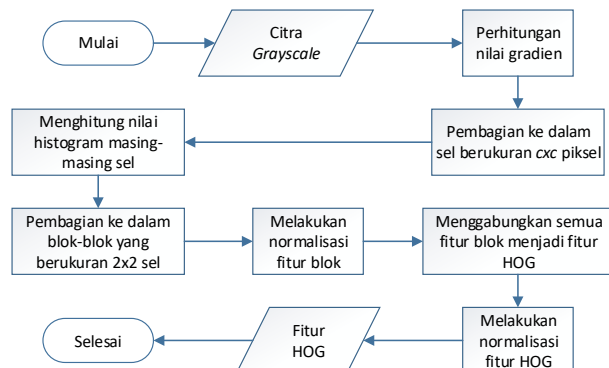 Mulai
Citra
Grayscale
Perhitungan
nilai gradien
Pembagian ke dalam
sel berukuran cxc piksel
Menghitung nilai
histogram masing-
masing sel
Pembagian ke dalam
blok-blok yang
berukuran 2x2 sel
Melakukan
normalisasi
fitur blok
Menggabungkan semua
fitur blok menjadi fitur
HOG
Melakukan
normalisasi
fitur HOG
Fitur
HOG
Selesai